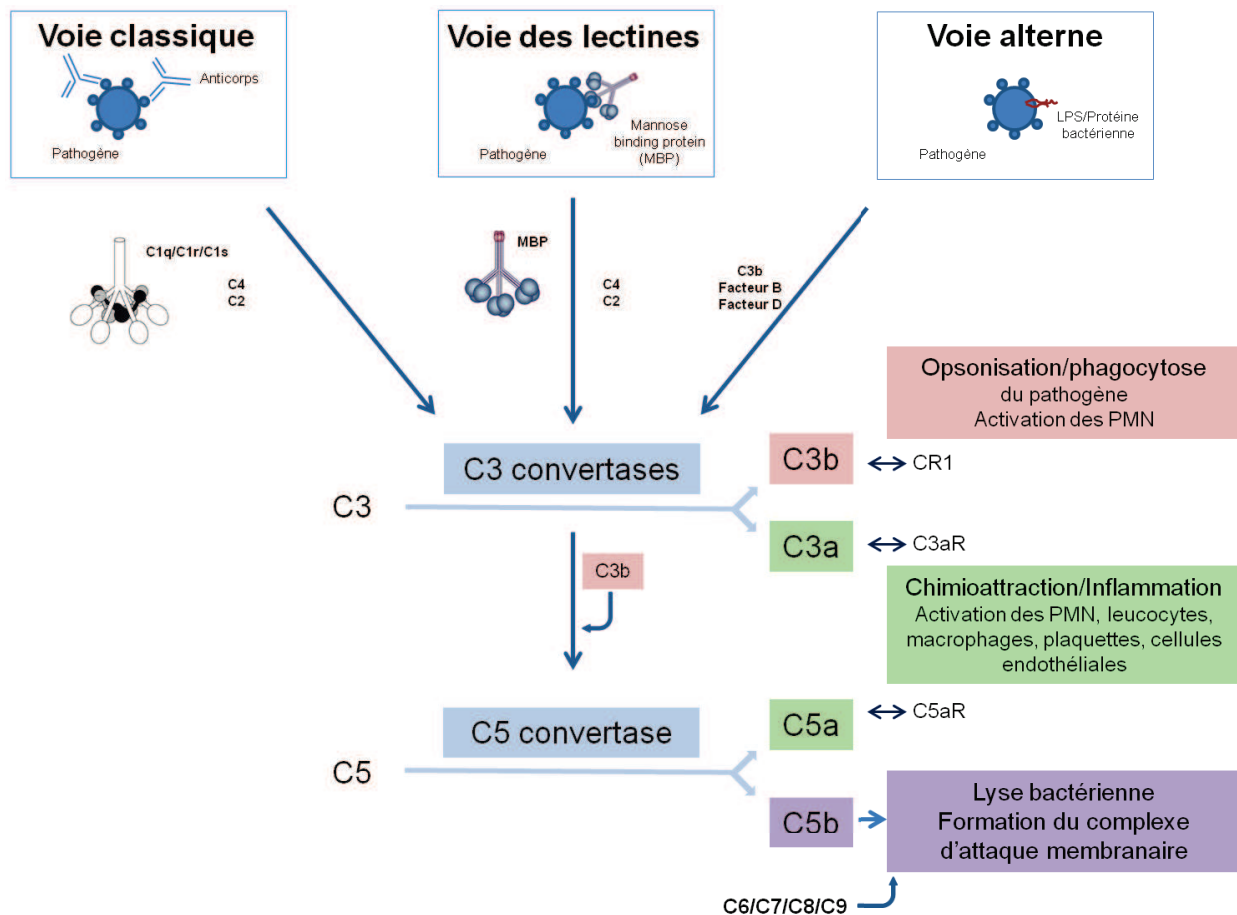 Voie classique
Anticorps
Pathogène
Voie des lectines
Mannose
binding protein
(MBP)
Pathogène
Voie alterne
LPS/Protéine
bactérienne
Pathogène
C1q/C1r/C1s
C4
C2
MBP
C4
C2
C3b
Facteur B
Facteur D
Opsonisation/phagocytose
du pathogène
Activation des PMN
C3 convertases
C3
C3b
CR1
C3a
C3aR
C3b
Chimioattraction/Inflammation
Activation des PMN, leucocytes,
macrophages, plaquettes, cellules
endothéliales
C5 convertase
C5
C5a
C5aR
C5b
Lyse bactérienne
Formation du complexe
d’attaque membranaire
C6/C7/C8/C9